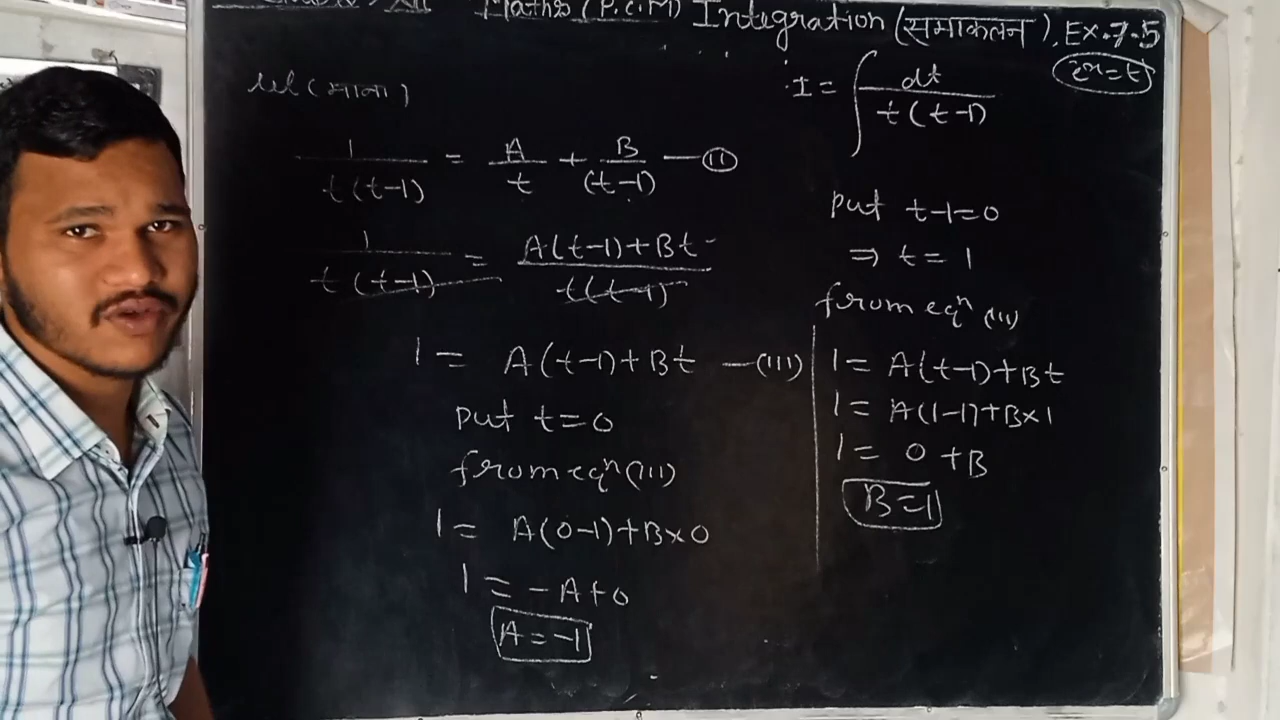 XII Maths (P.C.M) Integration (समाकलन), Ex.7.5
let (माना)
1/t(t-1) = A/t + B/(t-1) — (II)
1/t(t-1) = A(t-1)+Bt/t(t-1)
1 = A(t-1)+Bt — (III)
put t=0
from eqⁿ (III)
1 = A(0-1)+B×0
1 = -A+0
A = -1
I = ∫ dt/t(t-1)
put t-1=0
⇒ t = 1
from eqⁿ (III)
1 = A(t-1)+Bt
1 = A(1-1)+B×1
1 = 0 +B
B=1